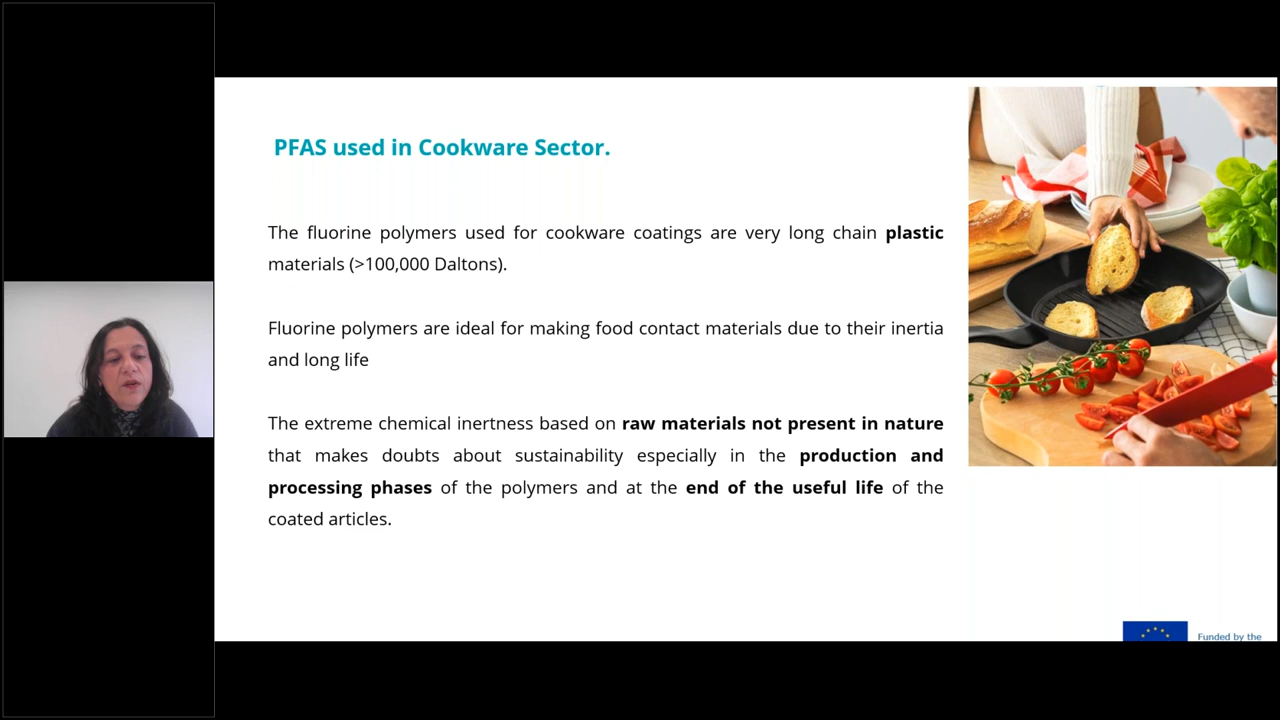 PFAS used in Cookware Sector.
The fluorine polymers used for cookware coatings are very long chain plastic
materials (>100,000 Daltons).
Fluorine polymers are ideal for making food contact materials due to their inertia
and long life
The extreme chemical inertness based on raw materials not present in nature
that makes doubts about sustainability especially in the production and
processing phases of the polymers and at the end of the useful life of the
coated articles.
Funded by the